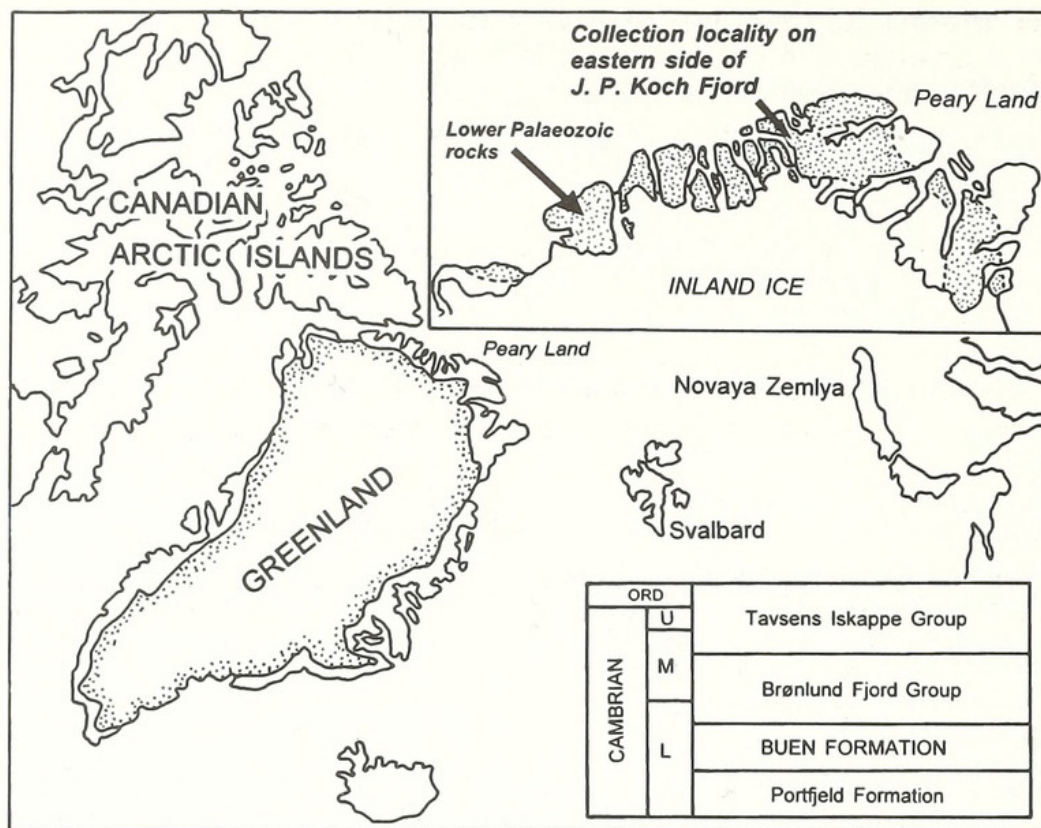 Collection locality on
eastern side of
J. P. Koch Fjord
Peary Land
Lower Palaeozoic
rocks
INLAND ICE
CANADIAN
ARCTIC ISLANDS
Peary Land
GREENLAND
Novaya Zemlya
Svalbard
ORD
CAMBRIAN
U
M
L
Tavsens Iskappe Group
Brønlund Fjord Group
BUEN FORMATION
Portfjeld Formation